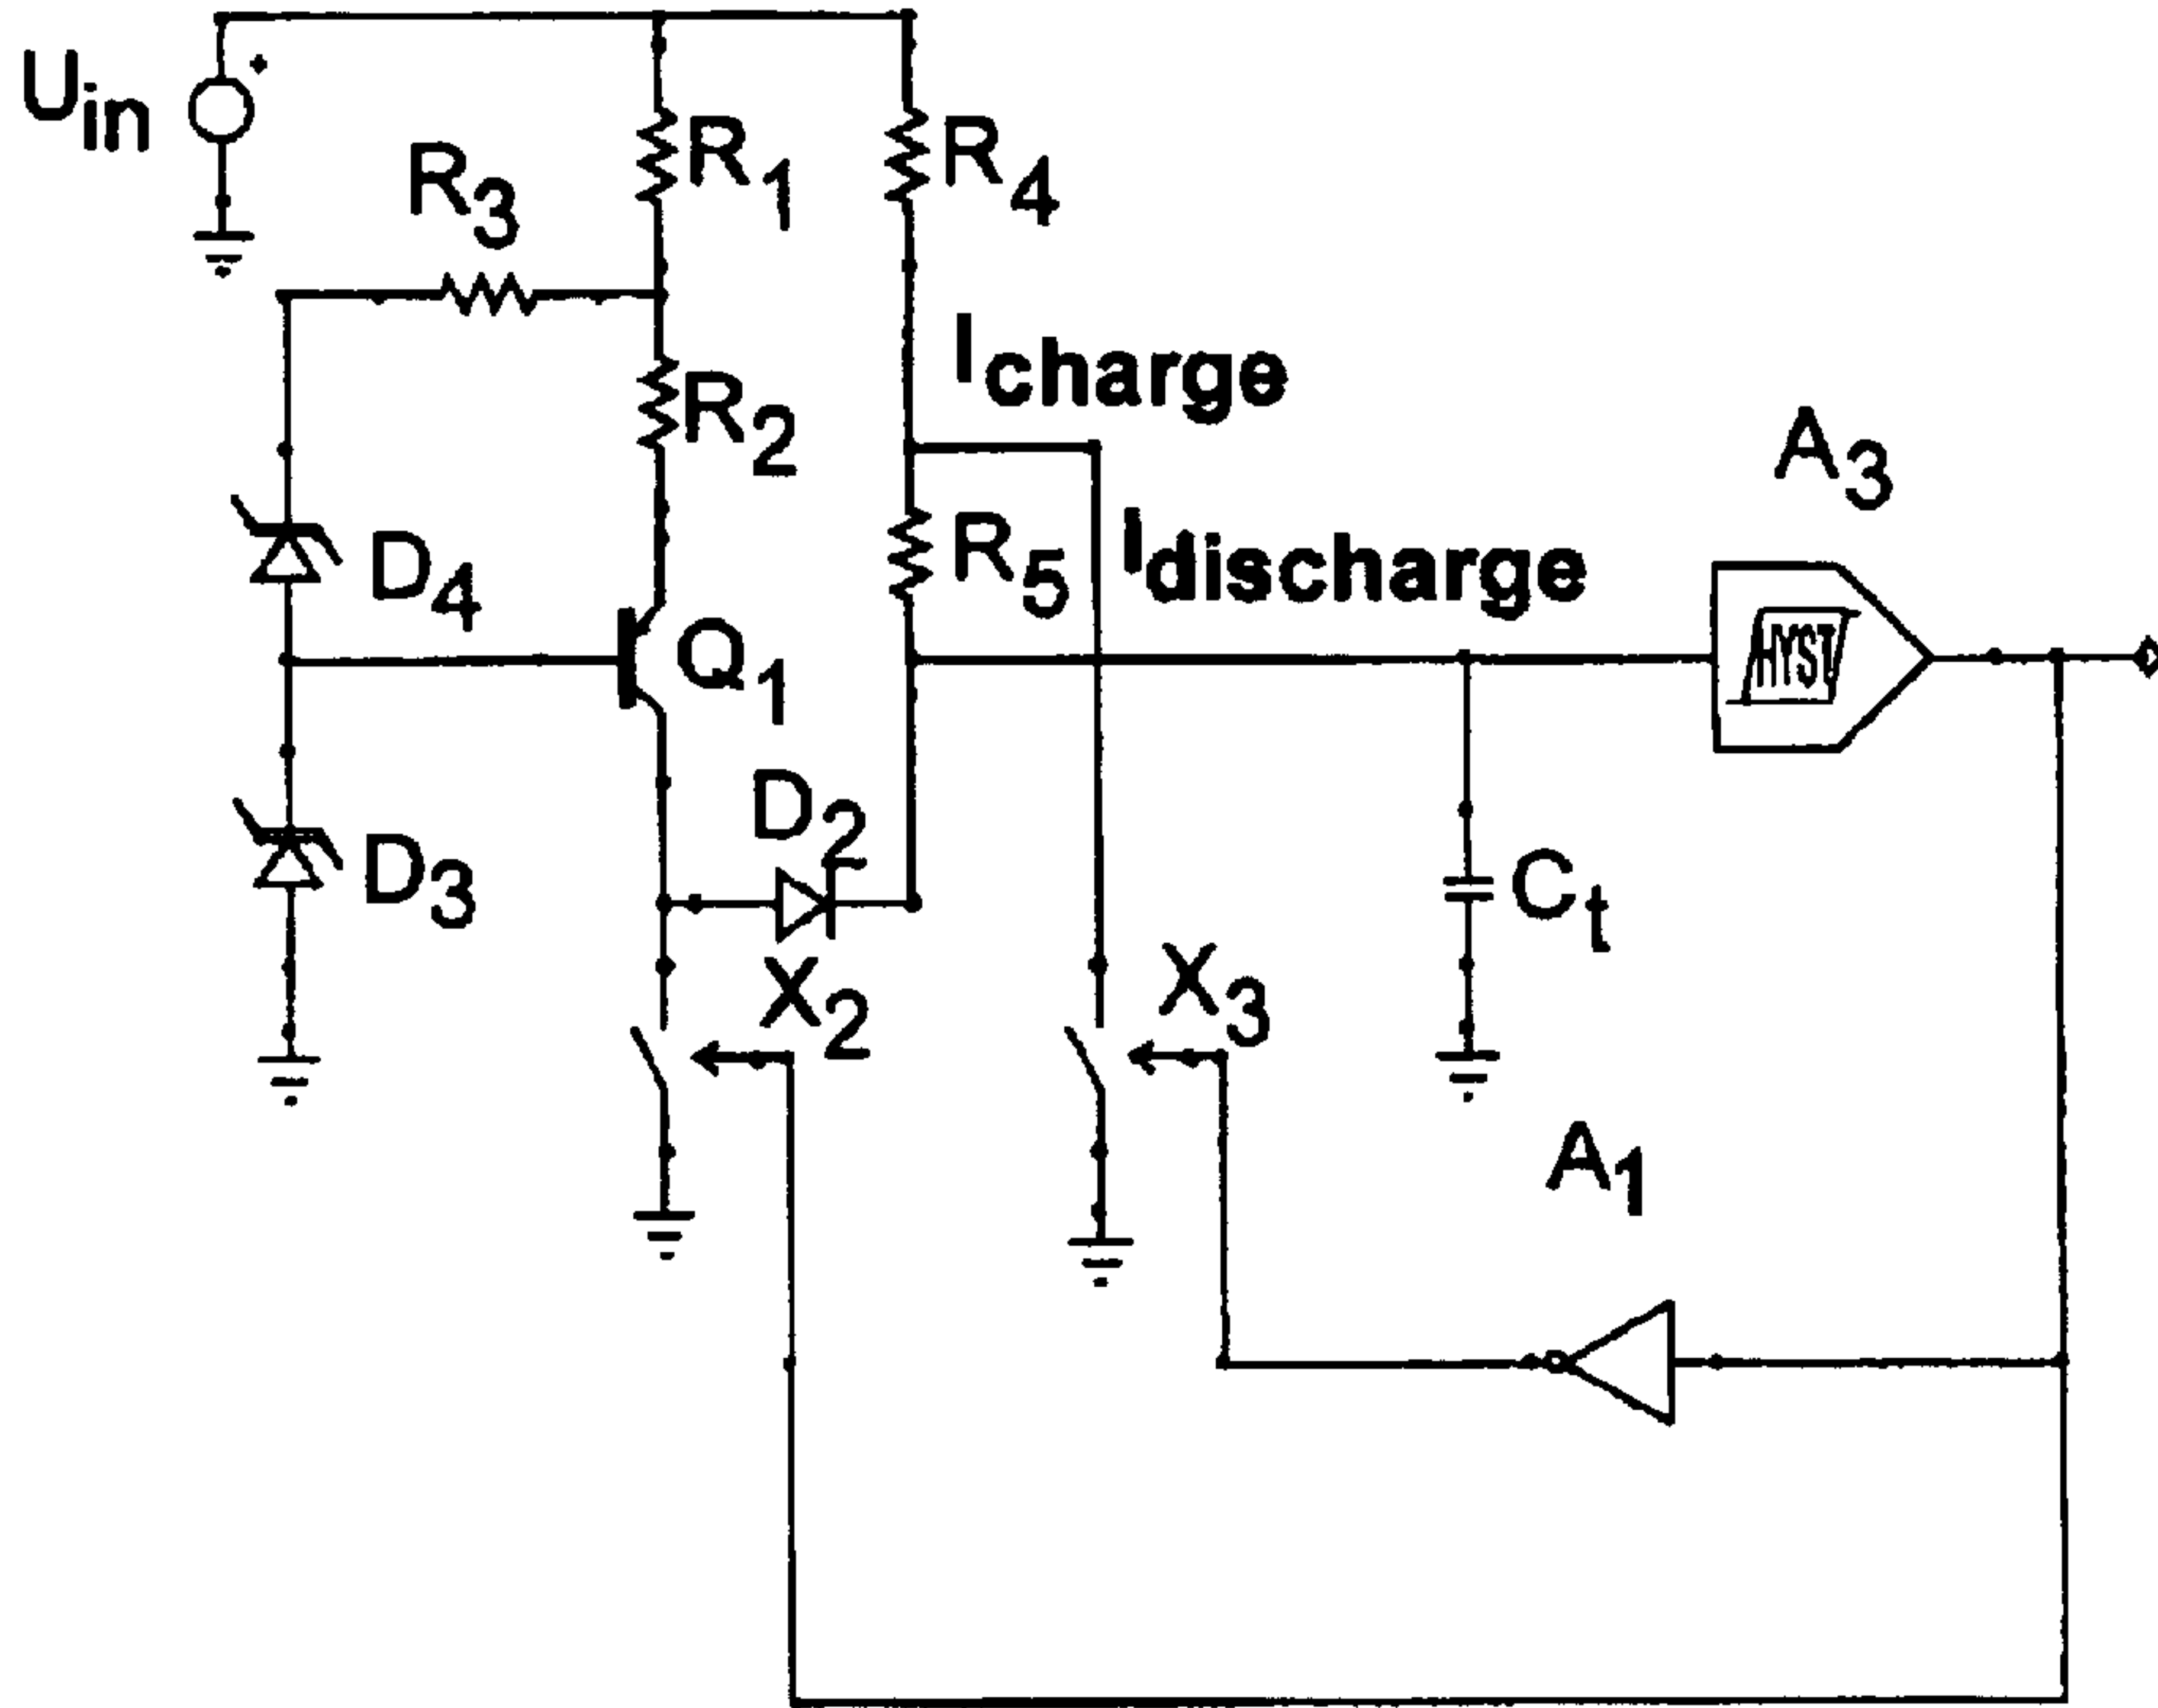 Uin
R3
R1
R4
Icharge
R2
A3
D4
R5
Idischarge
HYST
Q1
D2
D3
Ct
X2
X3
A1